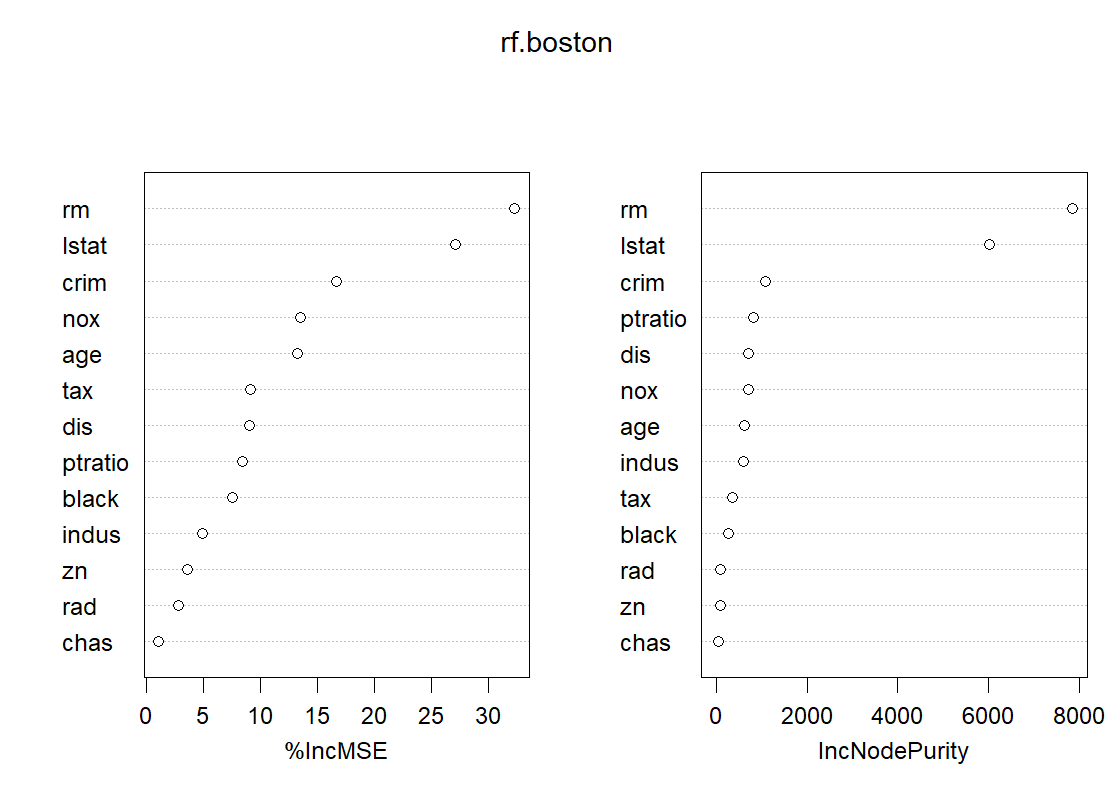 rf.boston
rm
lstat
crim
nox
age
tax
dis
ptratio
black
indus
zn
rad
chas
0 5 10 15 20 25 30
%IncMSE
rm
lstat
crim
ptratio
dis
nox
age
indus
tax
black
rad
zn
chas
0 2000 4000 6000 8000
IncNodePurity